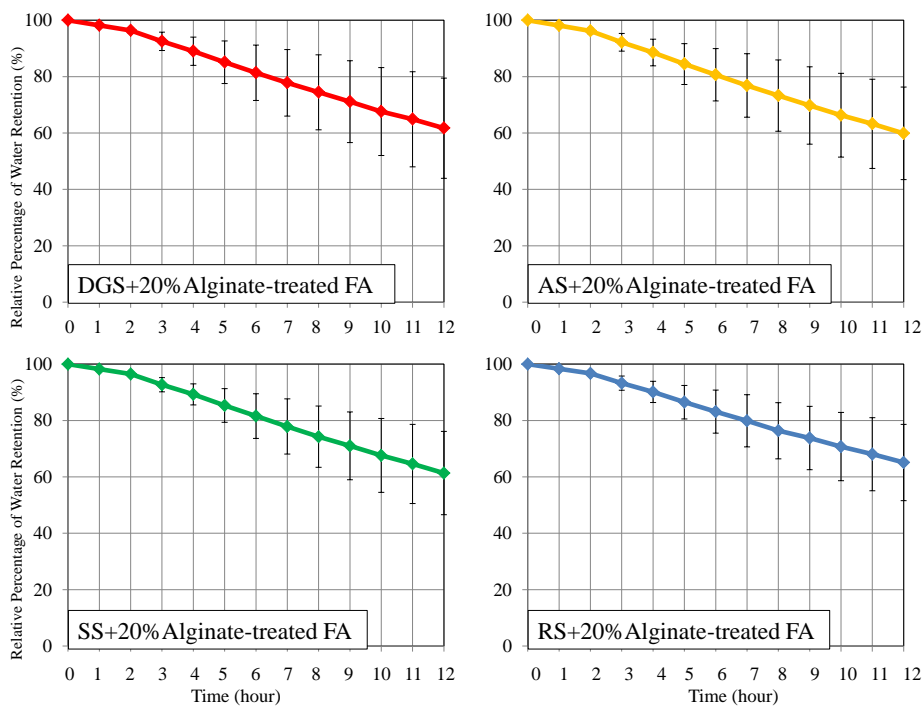 Relative Percentage of Water Retention (%)
100
80
60
40
20
0
DGS+20% Alginate-treated FA
0 1 2 3 4 5 6 7 8 9 10 11 12
100
80
60
40
20
0
AS+20% Alginate-treated FA
0 1 2 3 4 5 6 7 8 9 10 11 12
Relative Percentage of Water Retention (%)
100
80
60
40
20
0
SS+20% Alginate-treated FA
0 1 2 3 4 5 6 7 8 9 10 11 12
Time (hour)
100
80
60
40
20
0
RS+20% Alginate-treated FA
0 1 2 3 4 5 6 7 8 9 10 11 12
Time (hour)